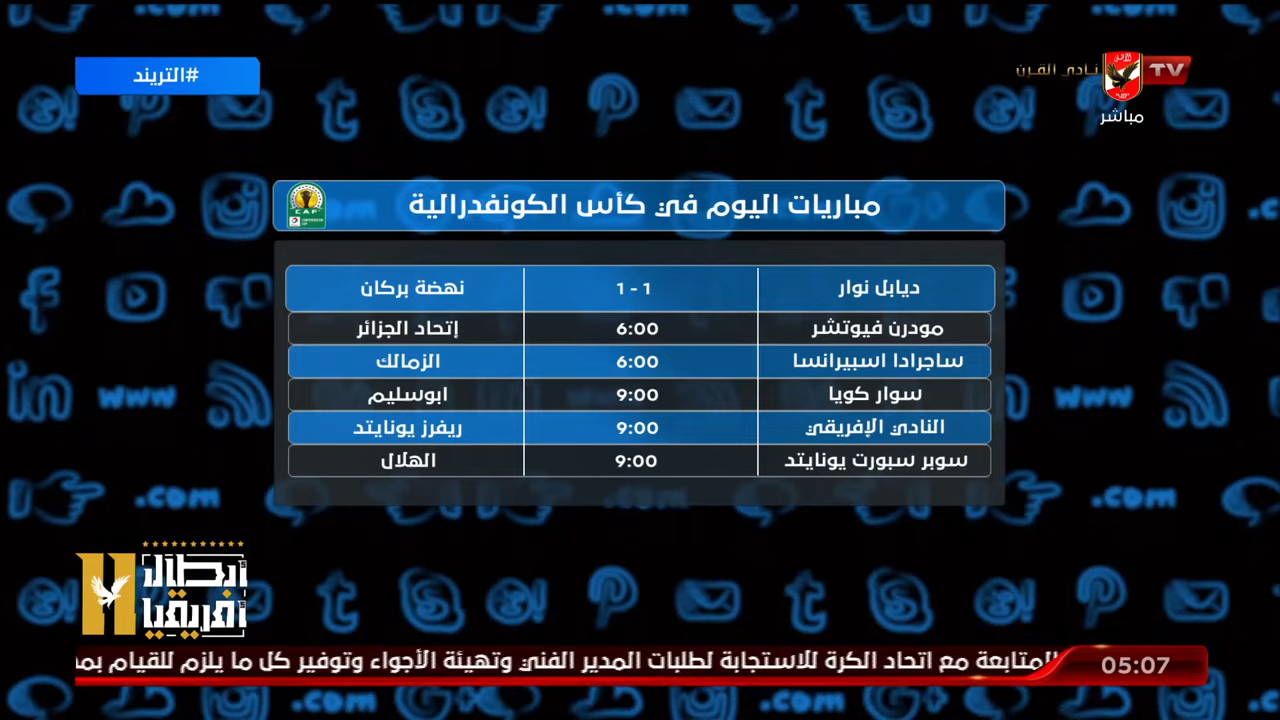 #التريند
نادي القرن
TV
مباشر
مباريات اليوم في كأس الكونفدرالية
CAF
ديابل نوار 1 - 1 نهضة بركان
مودرن فيوتشر 6:00 إتحاد الجزائر
ساجرادا اسبيرانسا 6:00 الزمالك
سوار كويا 9:00 ابوسليم
النادي الإفريقي 9:00 ريفرز يونايتد
سوبر سبورت يونايتد 9:00 الهلال
أبطال
أفريقيا
11
05:07
المتابعة مع اتحاد الكرة للاستجابة لطلبات المدير الفني وتهيئة الأجواء وتوفير كل ما يلزم للقيام